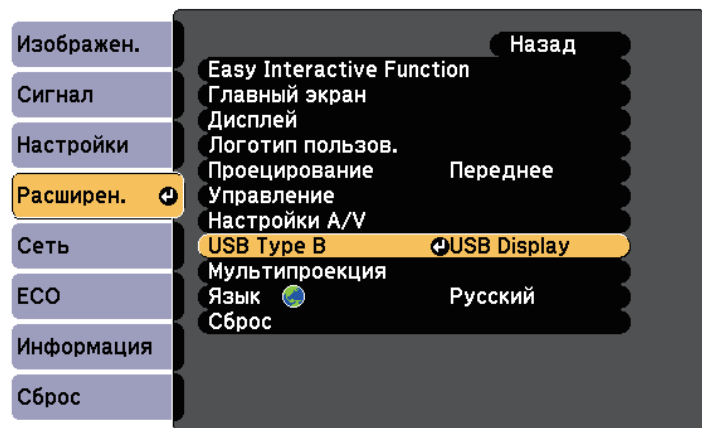 Изображен.
Сигнал
Настройки
Расширен.
Сеть
ECO
Информация
Сброс
Назад
Easy Interactive Function
Главный экран
Дисплей
Логотип пользов.
Проецирование Переднее
Управление
Настройки A/V
USB Type B USB Display
Мультипроекция
Язык Русский
Сброс